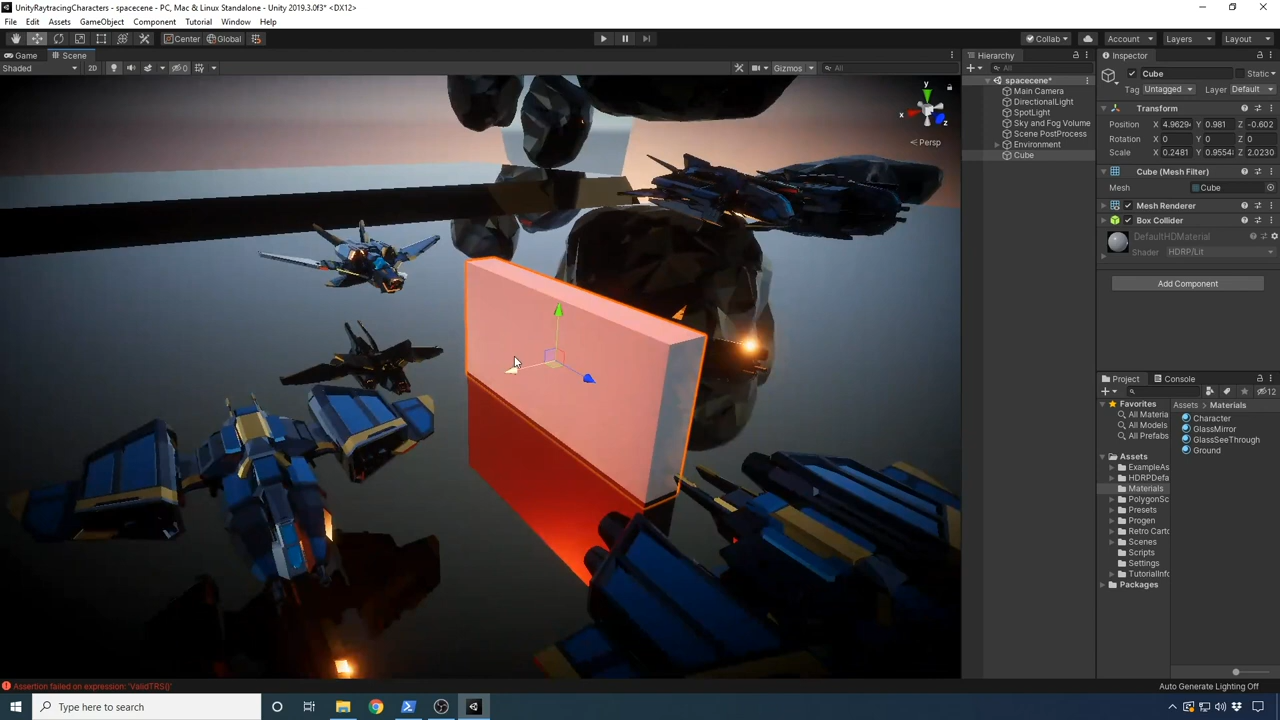 UnityRaytracingCharacters - spacecene - PC, Mac & Linux Standalone - Unity 2019.3.0f3* <DX12>
File Edit Assets GameObject Component Tutorial Window Help
Center Global Collab Account Layers Layout
Game Scene
Shaded 2D 0 Gizmos All
y
x
z
Persp
Hierarchy
All
spacecene*
Main Camera
DirectionalLight
SpotLight
Sky and Fog Volume
Scene PostProcess
Environment
Cube
Inspector
Cube Static
Tag Untagged Layer Default
Transform
Position X 4.9629 Y 0.981 Z -0.602
Rotation X 0 Y 0 Z 0
Scale X 0.2481 Y 0.9554 Z 2.0230
Cube (Mesh Filter)
Mesh Cube
Mesh Renderer
Box Collider
DefaultHDMaterial
Shader HDRP/Lit
Add Component
Project Console
12
Favorites
All Materia
All Models
All Prefabs
Assets
ExampleAs
HDRPDefa
Materials
PolygonSc
Presets
Progen
Retro Carto
Scenes
Scripts
Settings
TutorialInfo
Packages
Assets Materials
Character
GlassMirror
GlassSeeThrough
Ground
Assertion failed on expression: 'ValidTRS()'
Auto Generate Lighting Off
Type here to search